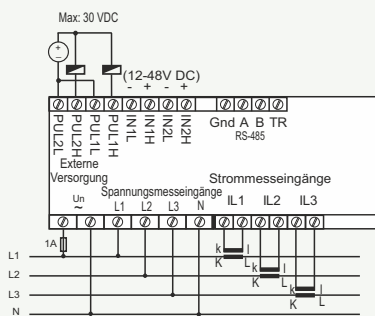 Max: 30 VDC
+
−
(12-48V DC)
- + - +
PUL2L PUL2H PUL1L PUL1H IN1L IN1H IN2L IN2H Gnd A B TR
RS-485
Externe
Versorgung
Un
~
Spannungsmesseingänge
L1 L2 L3 N
Strommesseingänge
IL1 IL2 IL3
1A
L1 k l
K L
L2 k l
K L
L3 k l
K L
N